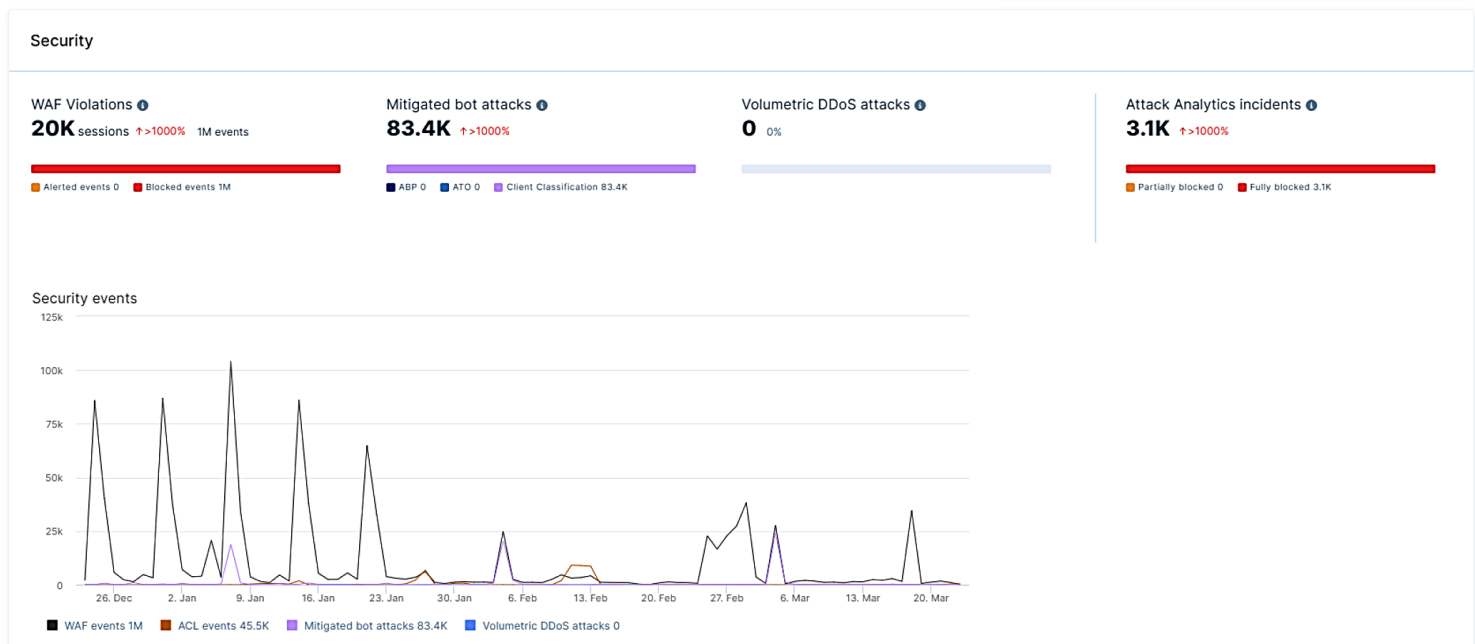 Security
WAF Violations
20K sessions ↑>1000% 1M events
Alerted events 0 Blocked events 1M
Mitigated bot attacks
83.4K ↑>1000%
ABP 0 ATO 0 Client Classification 83.4K
Volumetric DDoS attacks
0 0%
Attack Analytics incidents
3.1K ↑>1000%
Partially blocked 0 Fully blocked 3.1K
Security events
125k
100k
75k
50k
25k
0
26. Dec 2. Jan 9. Jan 16. Jan 23. Jan 30. Jan 6. Feb 13. Feb 20. Feb 27. Feb 6. Mar 13. Mar 20. Mar
WAF events 1M ACL events 45.5K Mitigated bot attacks 83.4K Volumetric DDoS attacks 0